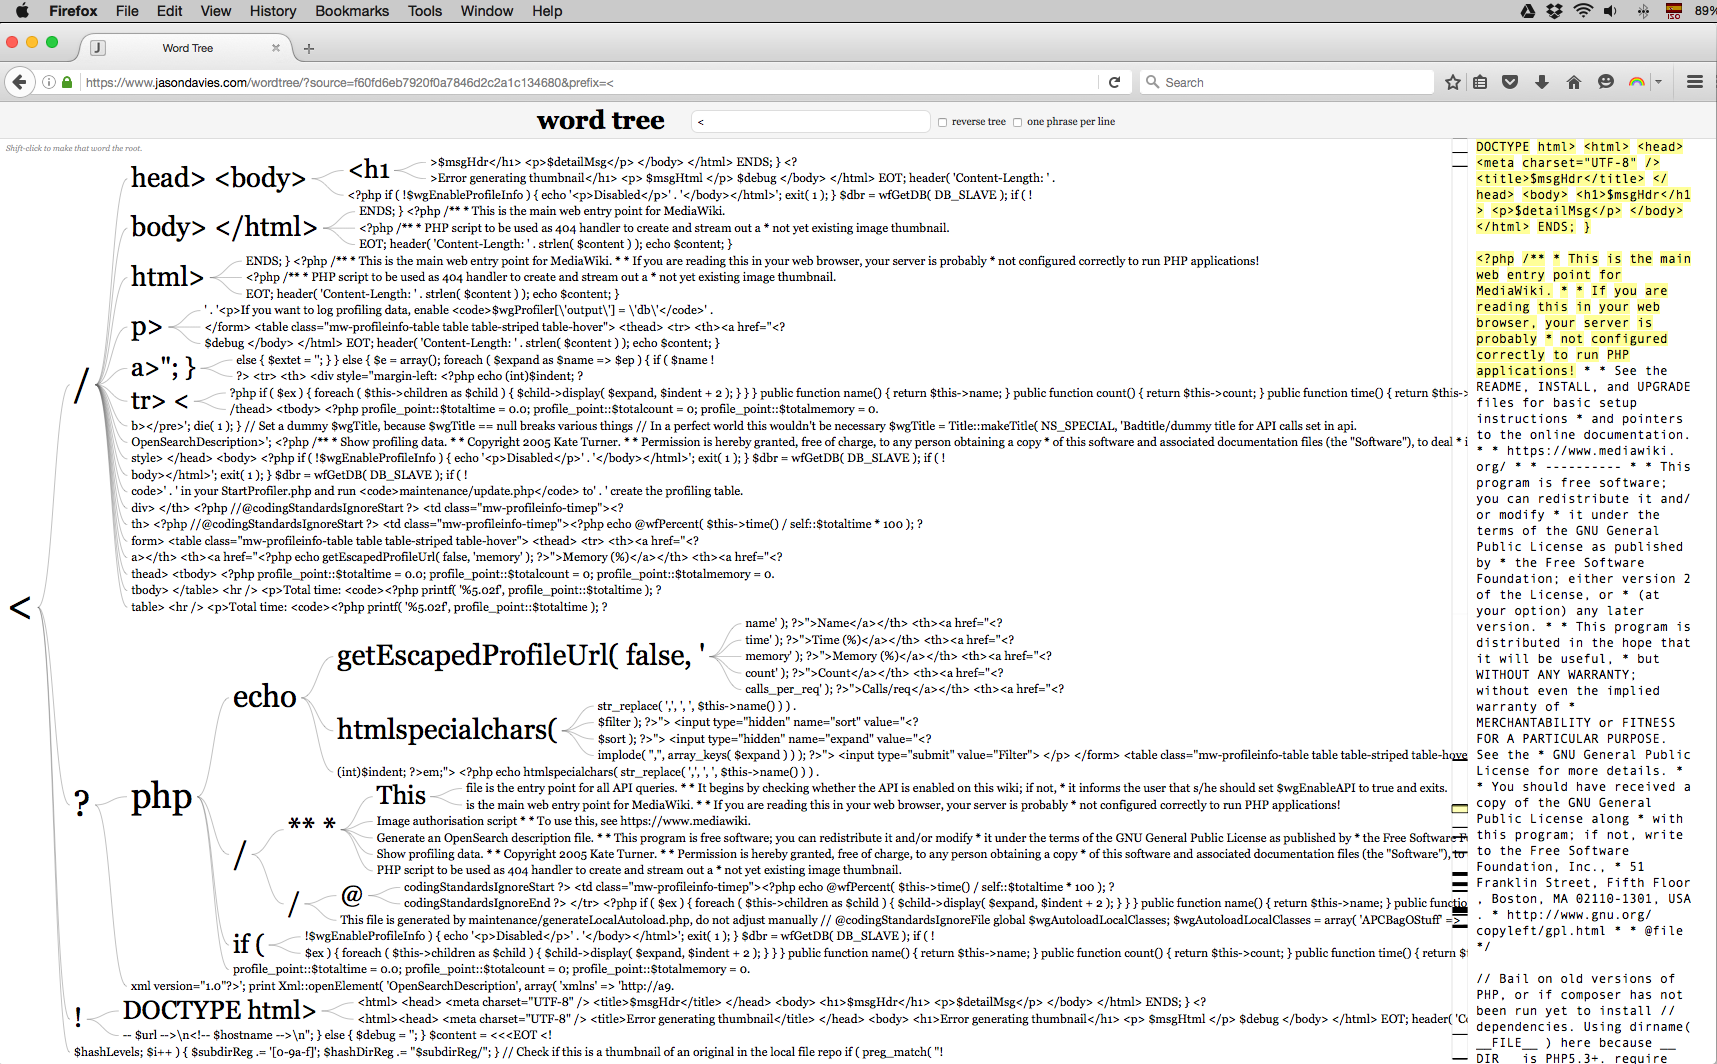 Firefox File Edit View History Bookmarks Tools Window Help
ISO
89%
J
Word Tree
https://www.jasondavies.com/wordtree/?source=f60fd6eb7920f0a7846d2c2a1c134680&prefix=<
Search
word tree
<
reverse tree
one phrase per line
Shift-click to make that word the root.
<
/
head> <body>
<h1
>$msgHdr</h1> <p>$detailMsg</p> </body> </html> ENDS; } <?
>Error generating thumbnail</h1> <p> $msgHtml </p> $debug </body> </html> EOT; header( 'Content-Length: ' .
<?php if ( !$wgEnableProfileInfo ) { echo '<p>Disabled</p>' . '</body></html>'; exit( 1 ); } $dbr = wfGetDB( DB_SLAVE ); if ( !
body> </html>
ENDS; } <?php /** * This is the main web entry point for MediaWiki.
<?php /** * PHP script to be used as 404 handler to create and stream out a * not yet existing image thumbnail.
EOT; header( 'Content-Length: ' . strlen( $content ) ); echo $content; }
html>
ENDS; } <?php /** * This is the main web entry point for MediaWiki. * * If you are reading this in your web browser, your server is probably * not configured correctly to run PHP applications!
<?php /** * PHP script to be used as 404 handler to create and stream out a * not yet existing image thumbnail.
EOT; header( 'Content-Length: ' . strlen( $content ) ); echo $content; }
p>
' . '<p>If you want to log profiling data, enable <code>$wgProfiler[\'output\'] = \'db\'</code>' .
</form> <table class="mw-profileinfo-table table table-striped table-hover"> <thead> <tr> <th><a href="<?
$debug </body> </html> EOT; header( 'Content-Length: ' . strlen( $content ) ); echo $content; }
a>"; }
else { $extet = ''; } } else { $e = array(); foreach ( $expand as $name => $ep ) { if ( $name !
?> <tr> <th> <div style="margin-left: <?php echo (int)$indent; ?
tr> <
?php if ( $ex ) { foreach ( $this->children as $child ) { $child->display( $expand, $indent + 2 ); } } } public function name() { return $this->name; } public function count() { return $this->count; } public function time() { return $this->
/thead> <tbody> <?php profile_point::$totaltime = 0.0; profile_point::$totalcount = 0; profile_point::$totalmemory = 0.
b></pre>'; die( 1 ); } // Set a dummy $wgTitle, because $wgTitle == null breaks various things // In a perfect world this wouldn't be necessary $wgTitle = Title::makeTitle( NS_SPECIAL, 'Badtitle/dummy title for API calls set in api.
OpenSearchDescription>'; <?php /** * Show profiling data. * * Copyright 2005 Kate Turner. * * Permission is hereby granted, free of charge, to any person obtaining a copy * of this software and associated documentation files (the "Software"), to deal * i
style> </head> <body> <?php if ( !$wgEnableProfileInfo ) { echo '<p>Disabled</p>' . '</body></html>'; exit( 1 ); } $dbr = wfGetDB( DB_SLAVE ); if ( !
body></html>'; exit( 1 ); } $dbr = wfGetDB( DB_SLAVE ); if ( !
code>' . ' in your StartProfiler.php and run <code>maintenance/update.php</code> to' . ' create the profiling table.
div> </th> <?php //@codingStandardsIgnoreStart ?> <td class="mw-profileinfo-timep"><?
th> <?php //@codingStandardsIgnoreStart ?> <td class="mw-profileinfo-timep"><?php echo @wfPercent( $this->time() / self::$totaltime * 100 ); ?
form> <table class="mw-profileinfo-table table table-striped table-hover"> <thead> <tr> <th><a href="<?
a></th> <th><a href="<?php echo getEscapedProfileUrl( false, 'memory' ); ?>">Memory (%)</a></th> <th><a href="<?
thead> <tbody> <?php profile_point::$totaltime = 0.0; profile_point::$totalcount = 0; profile_point::$totalmemory = 0.
tbody> </table> <hr /> <p>Total time: <code><?php printf( '%5.02f', profile_point::$totaltime ); ?
table> <hr /> <p>Total time: <code><?php printf( '%5.02f', profile_point::$totaltime ); ?
?
php
echo
getEscapedProfileUrl( false, '
name' ); ?>">Name</a></th> <th><a href="<?
time' ); ?>">Time (%)</a></th> <th><a href="<?
memory' ); ?>">Memory (%)</a></th> <th><a href="<?
count' ); ?>">Count</a></th> <th><a href="<?
calls_per_req' ); ?>">Calls/req</a></th> <th><a href="<?
htmlspecialchars(
str_replace( ',', ', ', $this->name() ) ) .
$filter ); ?>"> <input type="hidden" name="sort" value="<?
$sort ); ?>"> <input type="hidden" name="expand" value="<?
implode( ",", array_keys( $expand ) ) ); ?>"> <input type="submit" value="Filter"> </p> </form> <table class="mw-profileinfo-table table table-striped table-hove
(int)$indent; ?>em;"> <?php echo htmlspecialchars( str_replace( ',', ', ', $this->name() ) ) .
/
** *
This
file is the entry point for all API queries. * * It begins by checking whether the API is enabled on this wiki; if not, * it informs the user that s/he should set $wgEnableAPI to true and exits.
is the main web entry point for MediaWiki. * * If you are reading this in your web browser, your server is probably * not configured correctly to run PHP applications!
Image authorisation script * * To use this, see https://www.mediawiki.
Generate an OpenSearch description file. * * This program is free software; you can redistribute it and/or modify * it under the terms of the GNU General Public License as published by * the Free Software F
Show profiling data. * * Copyright 2005 Kate Turner. * * Permission is hereby granted, free of charge, to any person obtaining a copy * of this software and associated documentation files (the "Software"), to
PHP script to be used as 404 handler to create and stream out a * not yet existing image thumbnail.
/
@
codingStandardsIgnoreStart ?> <td class="mw-profileinfo-timep"><?php echo @wfPercent( $this->time() / self::$totaltime * 100 ); ?
codingStandardsIgnoreEnd ?> </tr> <?php if ( $ex ) { foreach ( $this->children as $child ) { $child->display( $expand, $indent + 2 ); } } } public function name() { return $this->name; } public function
This file is generated by maintenance/generateLocalAutoload.php, do not adjust manually // @codingStandardsIgnoreFile global $wgAutoloadLocalClasses; $wgAutoloadLocalClasses = array( 'APCBagOStuff' =>
if (
!$wgEnableProfileInfo ) { echo '<p>Disabled</p>' . '</body></html>'; exit( 1 ); } $dbr = wfGetDB( DB_SLAVE ); if ( !
$ex ) { foreach ( $this->children as $child ) { $child->display( $expand, $indent + 2 ); } } } public function name() { return $this->name; } public function count() { return $this->count; } public function time() { return $th
profile_point::$totaltime = 0.0; profile_point::$totalcount = 0; profile_point::$totalmemory = 0.
xml version="1.0"?>'; print Xml::openElement( 'OpenSearchDescription', array( 'xmlns' => 'http://a9.
!
DOCTYPE html>
<html> <head> <meta charset="UTF-8" /> <title>$msgHdr</title> </head> <body> <h1>$msgHdr</h1> <p>$detailMsg</p> </body> </html> ENDS; } <?
<html><head> <meta charset="UTF-8" /> <title>Error generating thumbnail</title> </head> <body> <h1>Error generating thumbnail</h1> <p> $msgHtml </p> $debug </body> </html> EOT; header( 'Co
-- $url -->\n<!-- $hostname -->\n"; } else { $debug = ''; } $content = <<<EOT <!
$hashLevels; $i++ ) { $subdirReg .= '[0-9a-f]'; $hashDirReg .= "$subdirReg/"; } // Check if this is a thumbnail of an original in the local file repo if ( preg_match( "!
DOCTYPE html> <html> <head>
<meta charset="UTF-8" />
<title>$msgHdr</title> </
head> <body> <h1>$msgHdr</h1
> <p>$detailMsg</p> </body>
</html> ENDS; }
<?php /** * This is the main
web entry point for
MediaWiki. * * If you are
reading this in your web
browser, your server is
probably * not configured
correctly to run PHP
applications! * * See the
README, INSTALL, and UPGRADE
files for basic setup
instructions * and pointers
to the online documentation.
* * https://www.mediawiki.
org/ * * ---------- * * This
program is free software;
you can redistribute it and/
or modify * it under the
terms of the GNU General
Public License as published
by * the Free Software
Foundation; either version 2
of the License, or * (at
your option) any later
version. * * This program is
distributed in the hope that
it will be useful, * but
WITHOUT ANY WARRANTY;
without even the implied
warranty of *
MERCHANTABILITY or FITNESS
FOR A PARTICULAR PURPOSE.
See the * GNU General Public
License for more details. *
* You should have received a
copy of the GNU General
Public License along * with
this program; if not, write
to the Free Software
Foundation, Inc., * 51
Franklin Street, Fifth Floor
, Boston, MA 02110-1301, USA
. * http://www.gnu.org/
copyleft/gpl.html * * @file
*/
// Bail on old versions of
PHP, or if composer has not
been run yet to install //
dependencies. Using dirname(
__FILE__ ) here because __
DIR__ is PHP5.3+. require